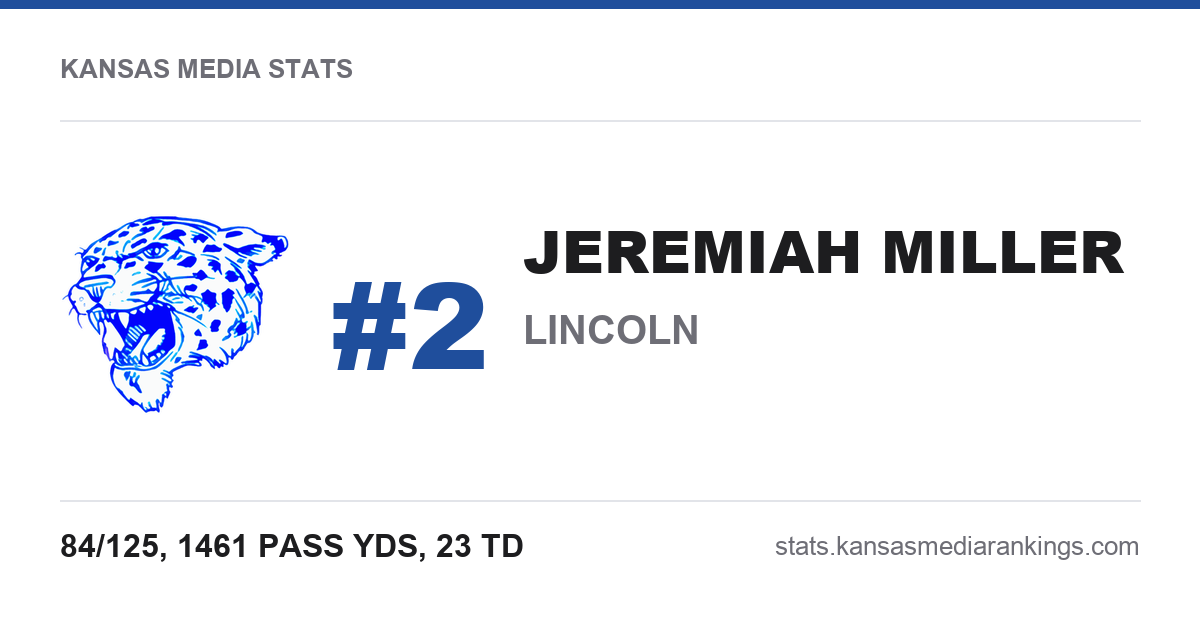 KANSAS MEDIA STATS
#2
JEREMIAH MILLER
LINCOLN
84/125, 1461 PASS YDS, 23 TD
stats.kansasmediarankings.com